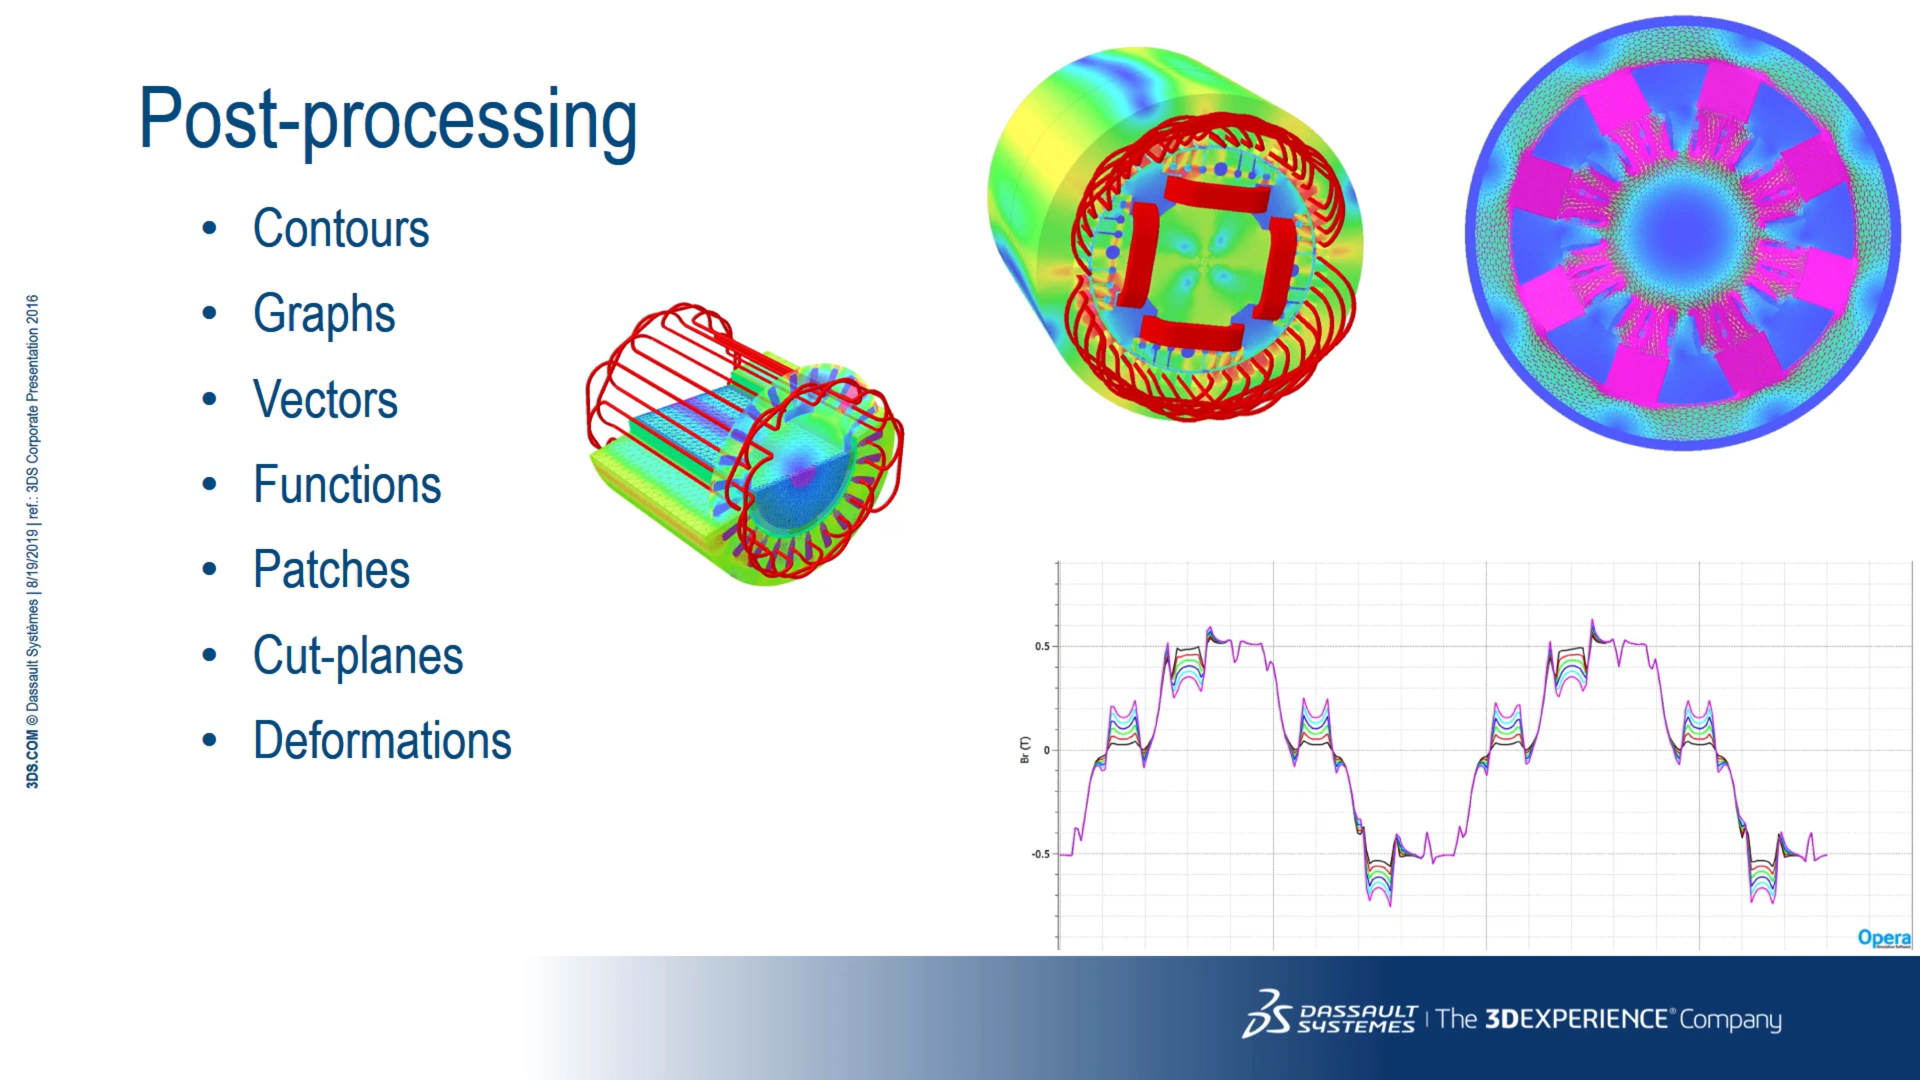 Post-processing
• Contours
• Graphs
• Vectors
• Functions
• Patches
• Cut-planes
• Deformations
3DS.COM © Dassault Systèmes | 8/19/2019 | ref.: 3DS Corporate Presentation 2016
0.5
0
-0.5
Br (T)
Opera
DASSAULT SYSTEMES | The 3DEXPERIENCE® Company